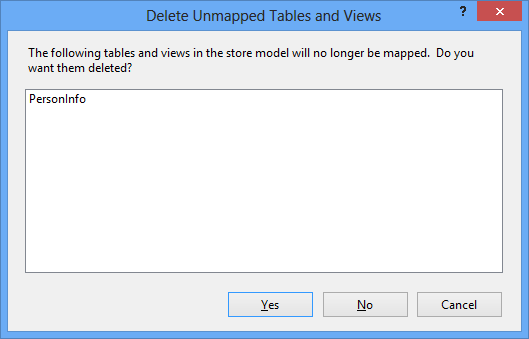 Delete Unmapped Tables and Views
?
The following tables and views in the store model will no longer be mapped.  Do you
want them deleted?
PersonInfo
Yes
No
Cancel